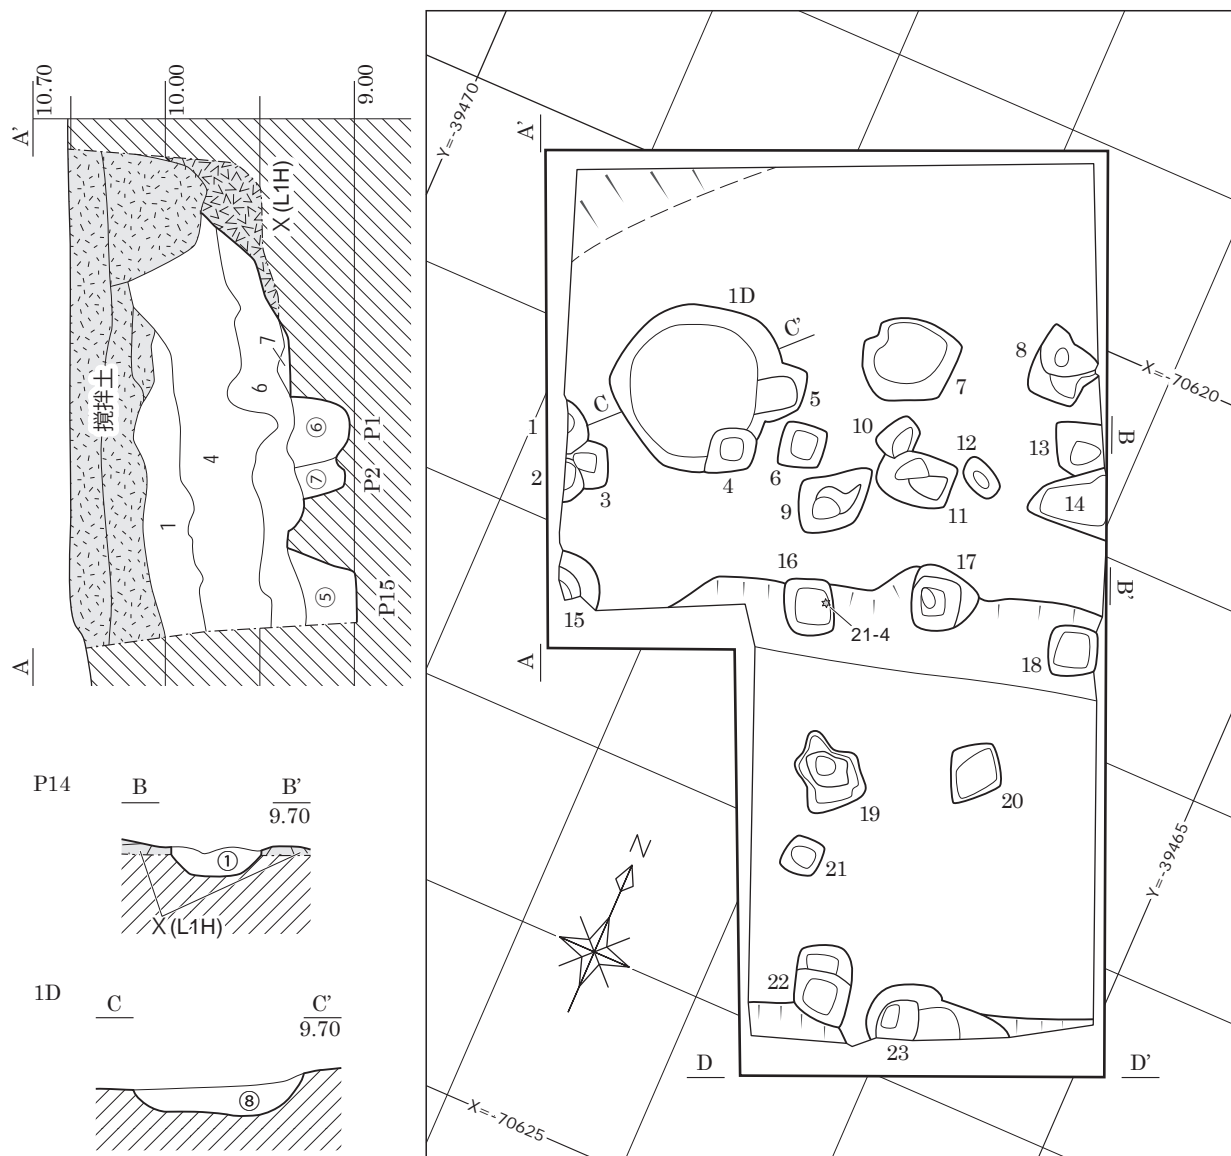 A'
10.70
10.00
9.00
X (L1H)
攪拌土
1
4
6
7
⑥
⑦
⑤
P1
P2
P15
A
P14
B
B'
9.70
①
X (L1H)
1D
C
C'
9.70
⑧
Y=-39470
A'
1D
C'
C
1
2
3
4
5
6
7
8
9
10
11
12
13
14
B
B'
X=-70620
15
16
17
18
21-4
A
19
20
21
22
23
N
D
D'
Y=-39465
X=-70625